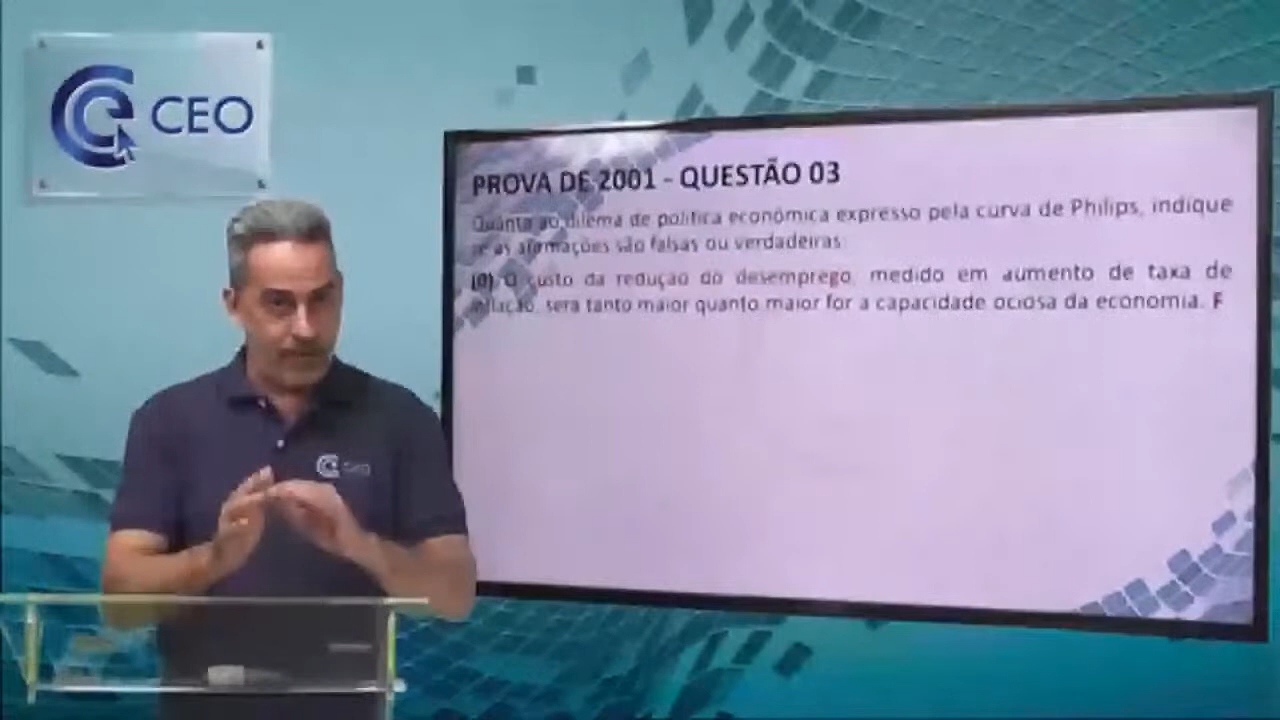 CEO
PROVA DE 2001 - QUESTÃO 03
Quanto ao dilema de política econômica expresso pela curva de Philips, indique
se as afirmações são falsas ou verdadeiras:
(0) O custo da redução do desemprego, medido em aumento de taxa de
inflação, será tanto maior quanto maior for a capacidade ociosa da economia. F
CEO